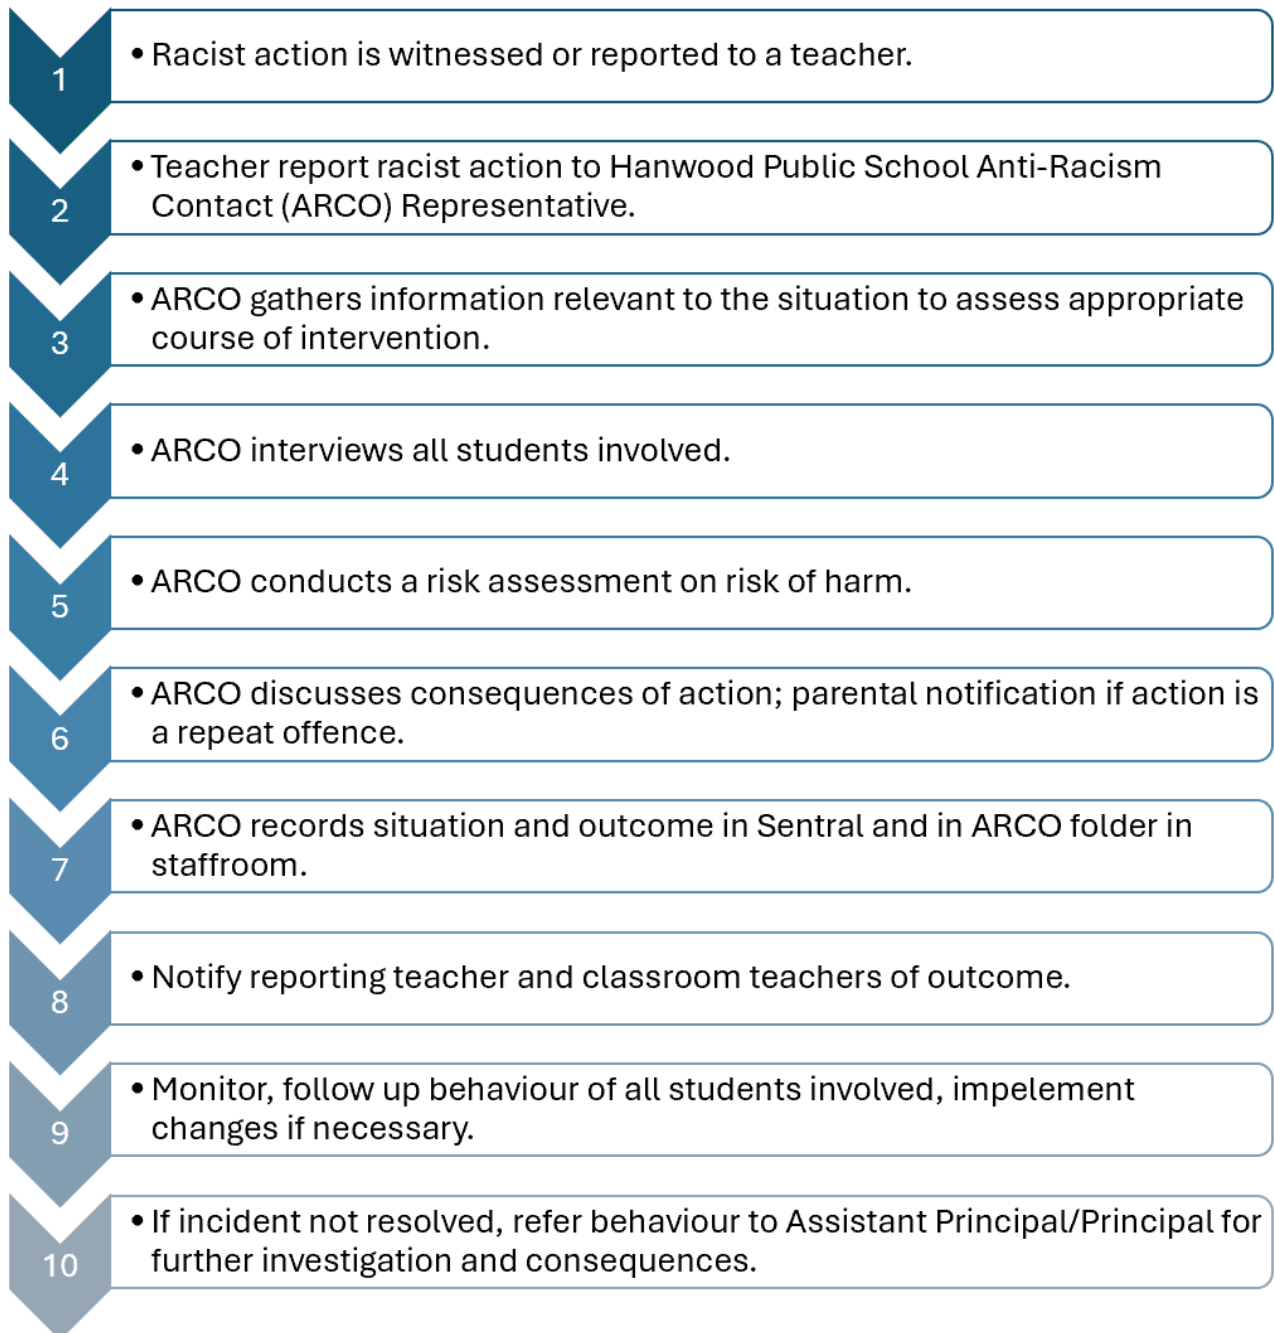 1
• Racist action is witnessed or reported to a teacher.
2
• Teacher report racist action to Hanwood Public School Anti-Racism
Contact (ARCO) Representative.
3
• ARCO gathers information relevant to the situation to assess appropriate
course of intervention.
4
• ARCO interviews all students involved.
5
• ARCO conducts a risk assessment on risk of harm.
6
• ARCO discusses consequences of action; parental notification if action is
a repeat offence.
7
• ARCO records situation and outcome in Sentral and in ARCO folder in
staffroom.
8
• Notify reporting teacher and classroom teachers of outcome.
9
• Monitor, follow up behaviour of all students involved, impelement
changes if necessary.
10
• If incident not resolved, refer behaviour to Assistant Principal/Principal for
further investigation and consequences.